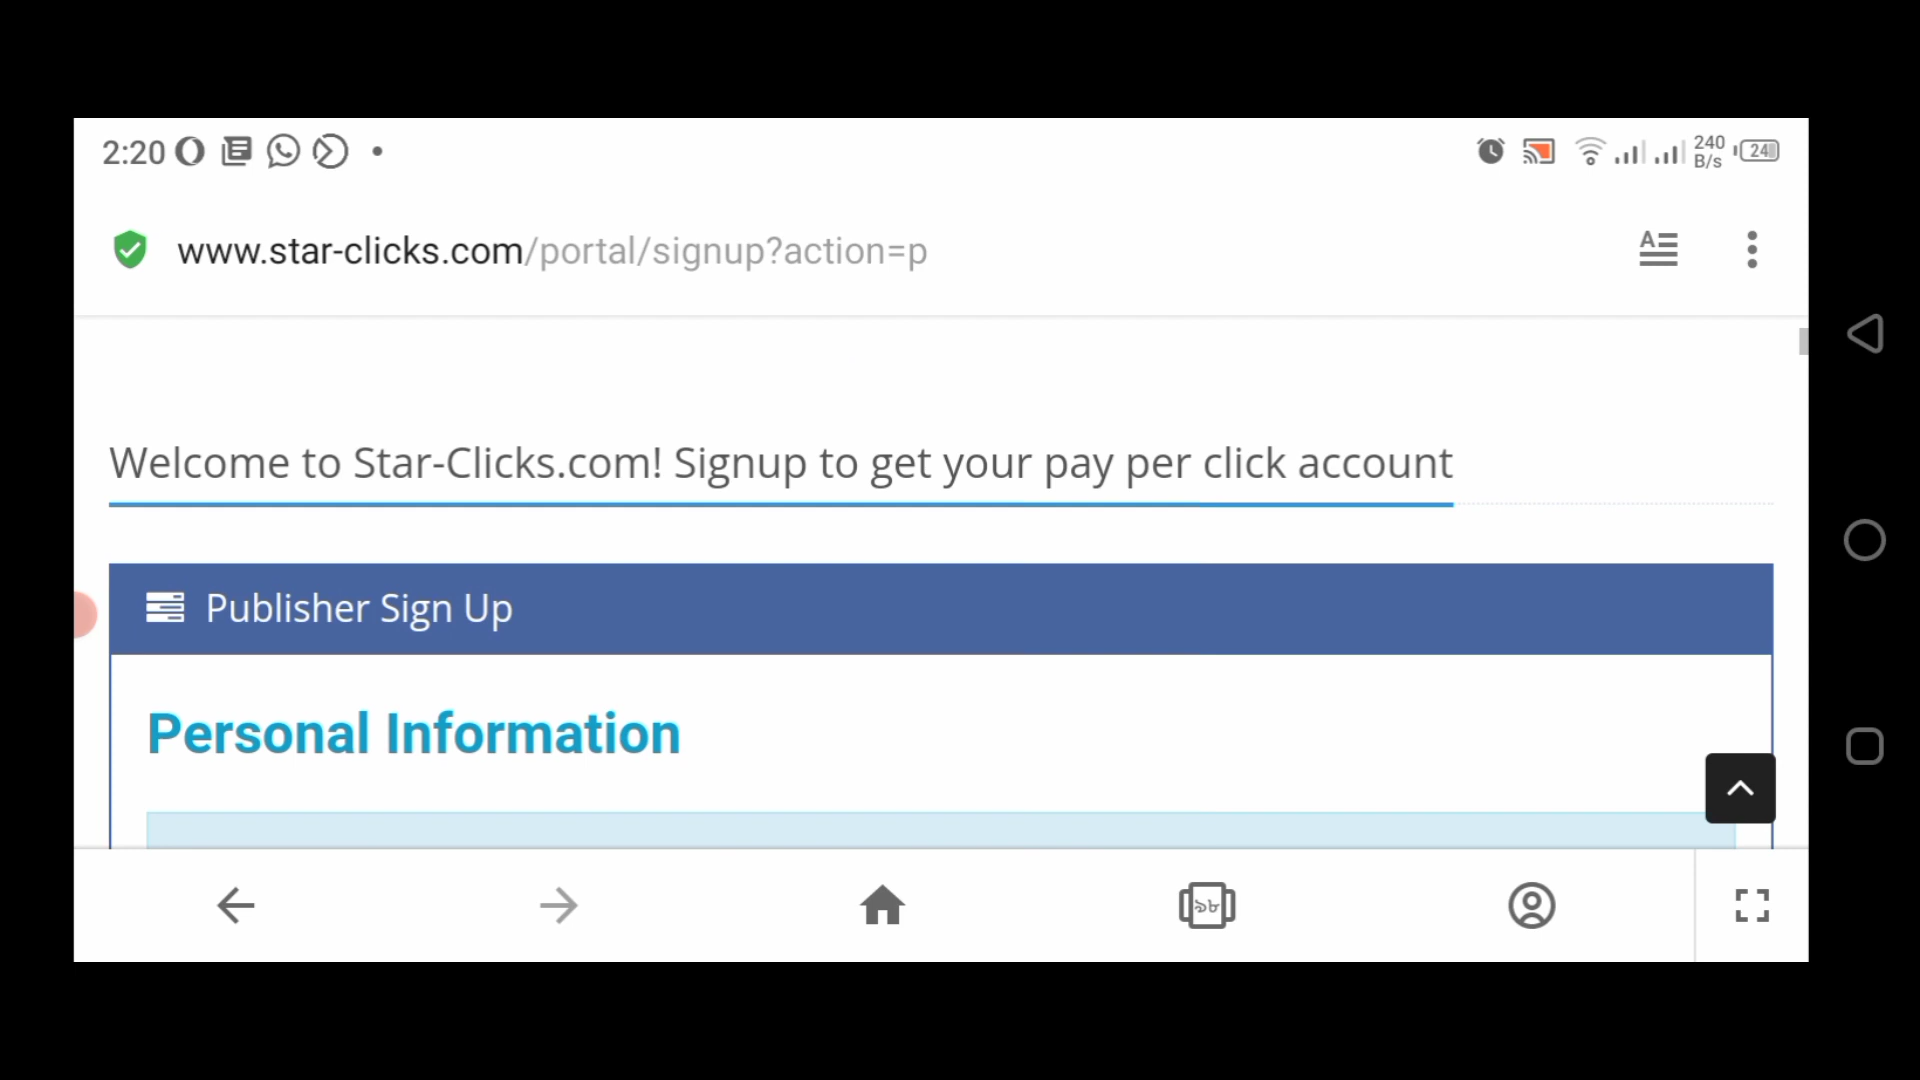 2:20
240
B/s
24
www.star-clicks.com/portal/signup?action=p
Welcome to Star-Clicks.com! Signup to get your pay per click account
Publisher Sign Up
Personal Information
১৮